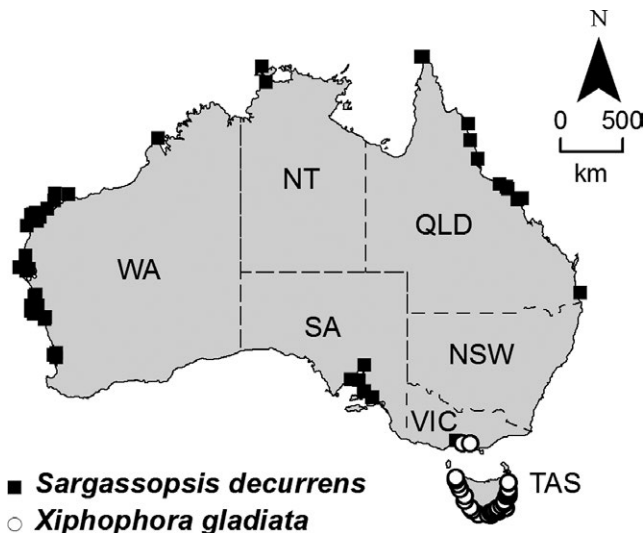 N
0 500
km
NT
QLD
WA
SA
NSW
VIC
TAS
Sargassopsis decurrens
Xiphophora gladiata